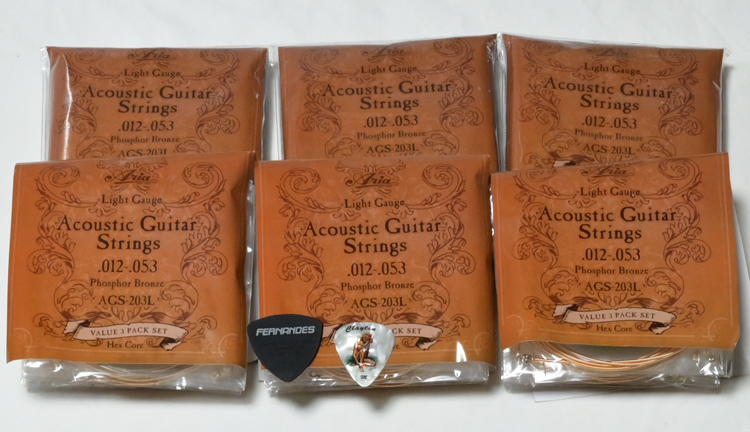 Aria
Light Gauge
Acoustic Guitar
Strings
.012-.053
Phosphor Bronze
AGS-203L
Aria
Light Gauge
Acoustic Guitar
Strings
.012-.053
Phosphor Bronze
AGS-203L
Aria
Light Gauge
Acoustic Guitar
Strings
.012-.053
Phosphor Bronze
AGS-203L
Aria
Light Gauge
Acoustic Guitar
Strings
.012-.053
Phosphor Bronze
AGS-203L
VALUE 3 PACK SET
Hex Core
Aria
Light Gauge
Acoustic Guitar
Strings
.012-.053
Phosphor Bronze
AGS-203L
PACK SET
FERNANDES
Clayton
Aria
Light Gauge
Acoustic Guitar
Strings
.012-.053
Phosphor Bronze
AGS-203L
VALUE 3 PACK SET
Hex Core